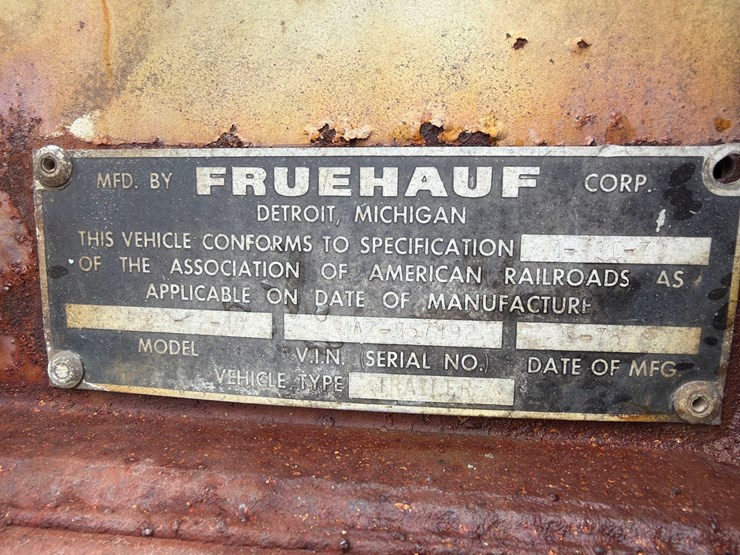 MFD. BY FRUEHAUF CORP.
DETROIT, MICHIGAN
THIS VEHICLE CONFORMS TO SPECIFICATION
OF THE ASSOCIATION OF AMERICAN RAILROADS AS
APPLICABLE ON DATE OF MANUFACTURE
MODEL V.I.N. (SERIAL NO.) DATE OF MFG
VEHICLE TYPE TRAILER